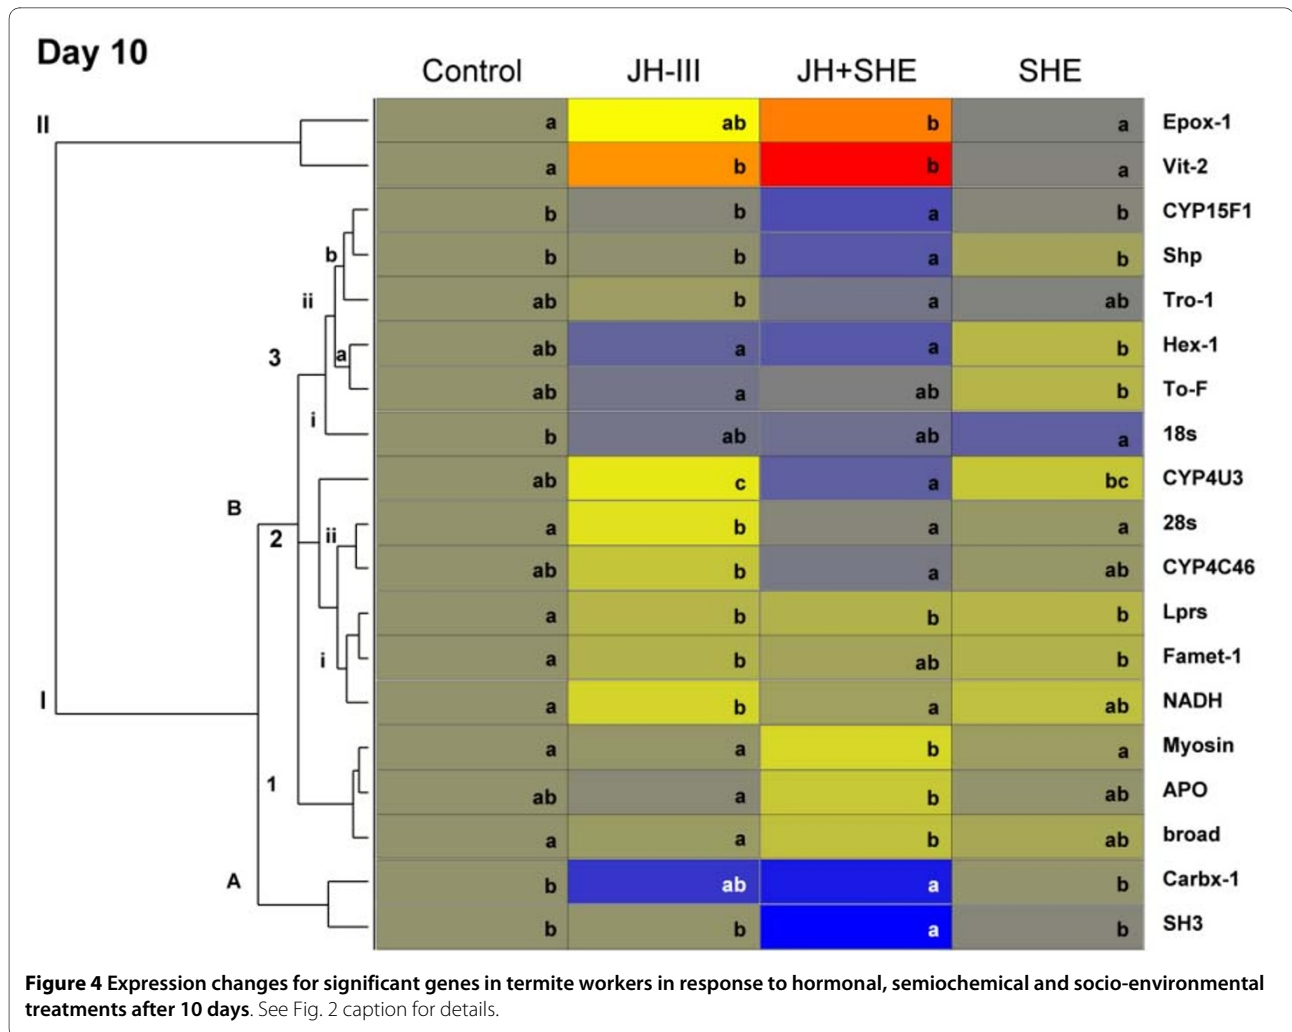 Day 10
Control JH-III JH+SHE SHE
II a ab b a Epox-1
a b b a Vit-2
b b a b CYP15F1
b b b a b Shp
ii ab b a ab Tro-1
3 a ab a a b Hex-1
ab a ab b To-F
i b ab ab a 18s
ab c a bc CYP4U3
B 2 ii a b a a 28s
ab b a ab CYP4C46
a b b b Lprs
i a b ab b Famet-1
I a b a ab NADH
a a b a Myosin
1 ab a b ab APO
a a b ab broad
A b ab a b Carbx-1
b b a b SH3
Figure 4 Expression changes for significant genes in termite workers in response to hormonal, semiochemical and socio-environmental
treatments after 10 days. See Fig. 2 caption for details.